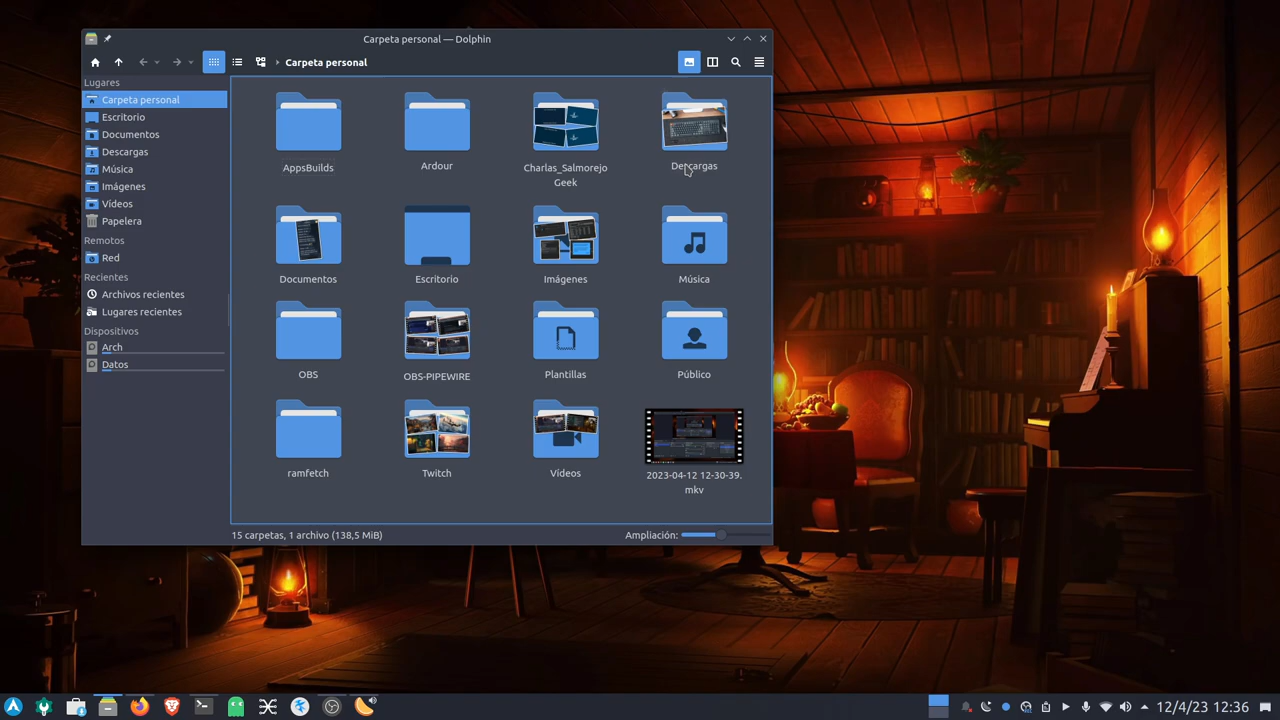 Carpeta personal — Dolphin
Carpeta personal
Lugares
Carpeta personal
Escritorio
Documentos
Descargas
Música
Imágenes
Vídeos
Papelera
Remotos
Red
Recientes
Archivos recientes
Lugares recientes
Dispositivos
Arch
Datos
AppsBuilds
Ardour
Charlas_Salmorejo
Geek
Descargas
Documentos
Escritorio
Imágenes
Música
OBS
OBS-PIPEWIRE
Plantillas
Público
ramfetch
Twitch
Vídeos
2023-04-12 12-30-39.
mkv
15 carpetas, 1 archivo (138,5 MiB)
Ampliación:
12/4/23 12:36